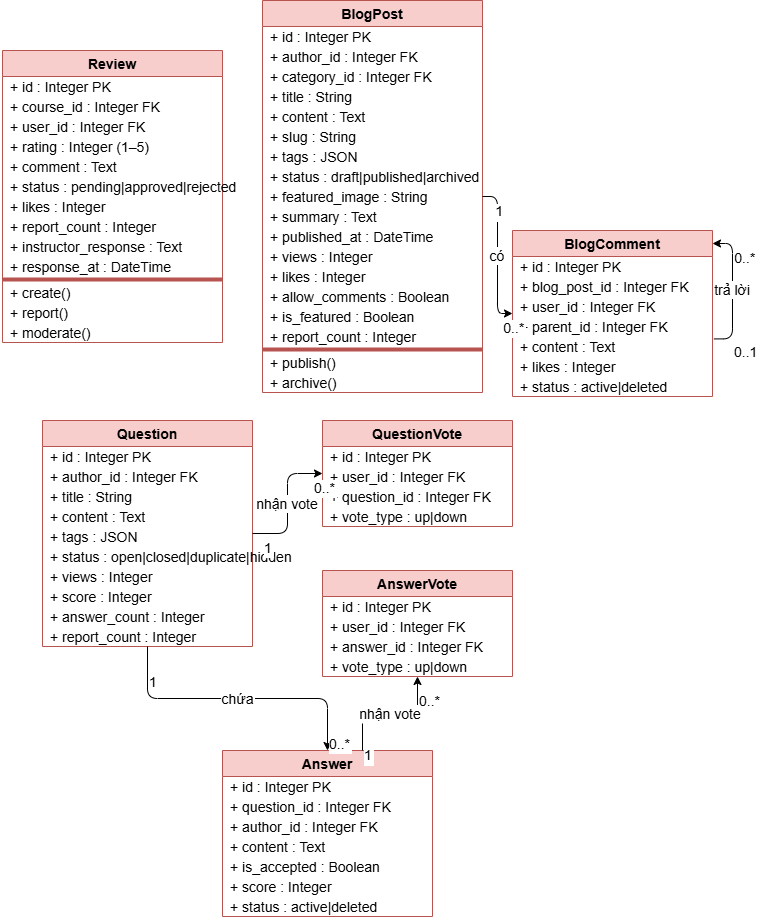 Review
+ id : Integer PK
+ course_id : Integer FK
+ user_id : Integer FK
+ rating : Integer (1–5)
+ comment : Text
+ status : pending|approved|rejected
+ likes : Integer
+ report_count : Integer
+ instructor_response : Text
+ response_at : DateTime
+ create()
+ report()
+ moderate()
BlogPost
+ id : Integer PK
+ author_id : Integer FK
+ category_id : Integer FK
+ title : String
+ content : Text
+ slug : String
+ tags : JSON
+ status : draft|published|archived
+ featured_image : String
+ summary : Text
+ published_at : DateTime
+ views : Integer
+ likes : Integer
+ allow_comments : Boolean
+ is_featured : Boolean
+ report_count : Integer
+ publish()
+ archive()
1
có
0..*
BlogComment
+ id : Integer PK
+ blog_post_id : Integer FK
+ user_id : Integer FK
parent_id : Integer FK
+ content : Text
+ likes : Integer
+ status : active|deleted
0..*
trả lời
0..1
Question
+ id : Integer PK
+ author_id : Integer FK
+ title : String
+ content : Text
+ tags : JSON
+ status : open|closed|duplicate|hidden
+ views : Integer
+ score : Integer
+ answer_count : Integer
+ report_count : Integer
1
nhận vote
0..*
QuestionVote
+ id : Integer PK
+ user_id : Integer FK
question_id : Integer FK
+ vote_type : up|down
AnswerVote
+ id : Integer PK
+ user_id : Integer FK
+ answer_id : Integer FK
+ vote_type : up|down
1
chứa
0..*
0..*
nhận vote
1
Answer
+ id : Integer PK
+ question_id : Integer FK
+ author_id : Integer FK
+ content : Text
+ is_accepted : Boolean
+ score : Integer
+ status : active|deleted